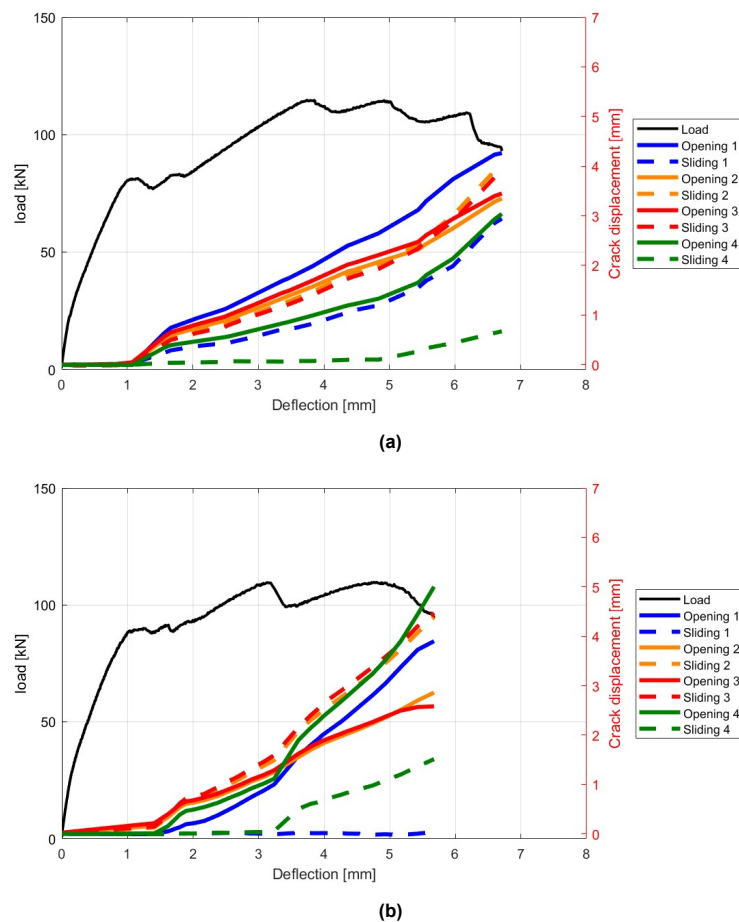 150
100
50
0
load [kN]
7
6
5
4
3
2
1
0
Crack displacement [mm]
0 1 2 3 4 5 6 7 8
Deflection [mm]
Load
Opening 1
Sliding 1
Opening 2
Sliding 2
Opening 3
Sliding 3
Opening 4
Sliding 4
(a)
150
100
50
0
load [kN]
7
6
5
4
3
2
1
0
Crack displacement [mm]
0 1 2 3 4 5 6 7 8
Deflection [mm]
Load
Opening 1
Sliding 1
Opening 2
Sliding 2
Opening 3
Sliding 3
Opening 4
Sliding 4
(b)